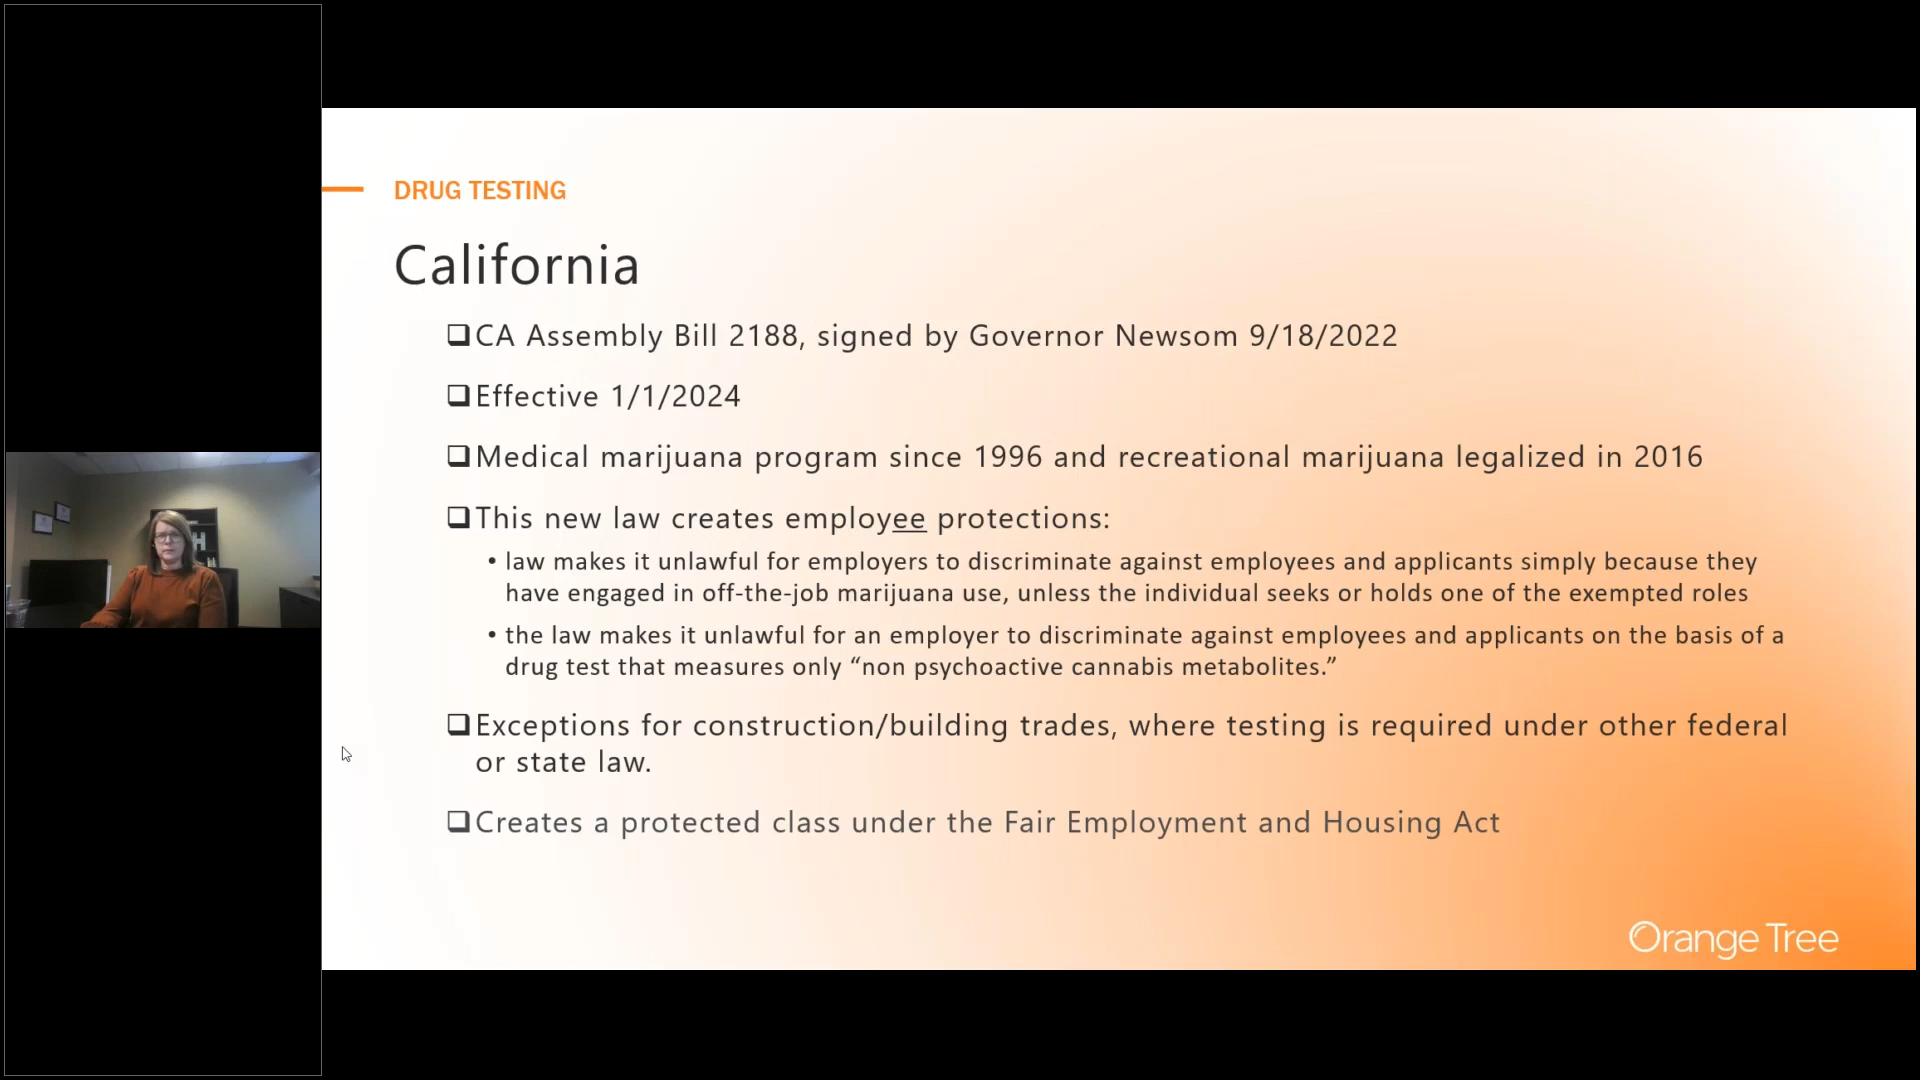 DRUG TESTING
California
CA Assembly Bill 2188, signed by Governor Newsom 9/18/2022
Effective 1/1/2024
Medical marijuana program since 1996 and recreational marijuana legalized in 2016
This new law creates employee protections:
• law makes it unlawful for employers to discriminate against employees and applicants simply because they
have engaged in off-the-job marijuana use, unless the individual seeks or holds one of the exempted roles
• the law makes it unlawful for an employer to discriminate against employees and applicants on the basis of a
drug test that measures only “non psychoactive cannabis metabolites.”
Exceptions for construction/building trades, where testing is required under other federal
or state law.
Creates a protected class under the Fair Employment and Housing Act
Orange Tree
H